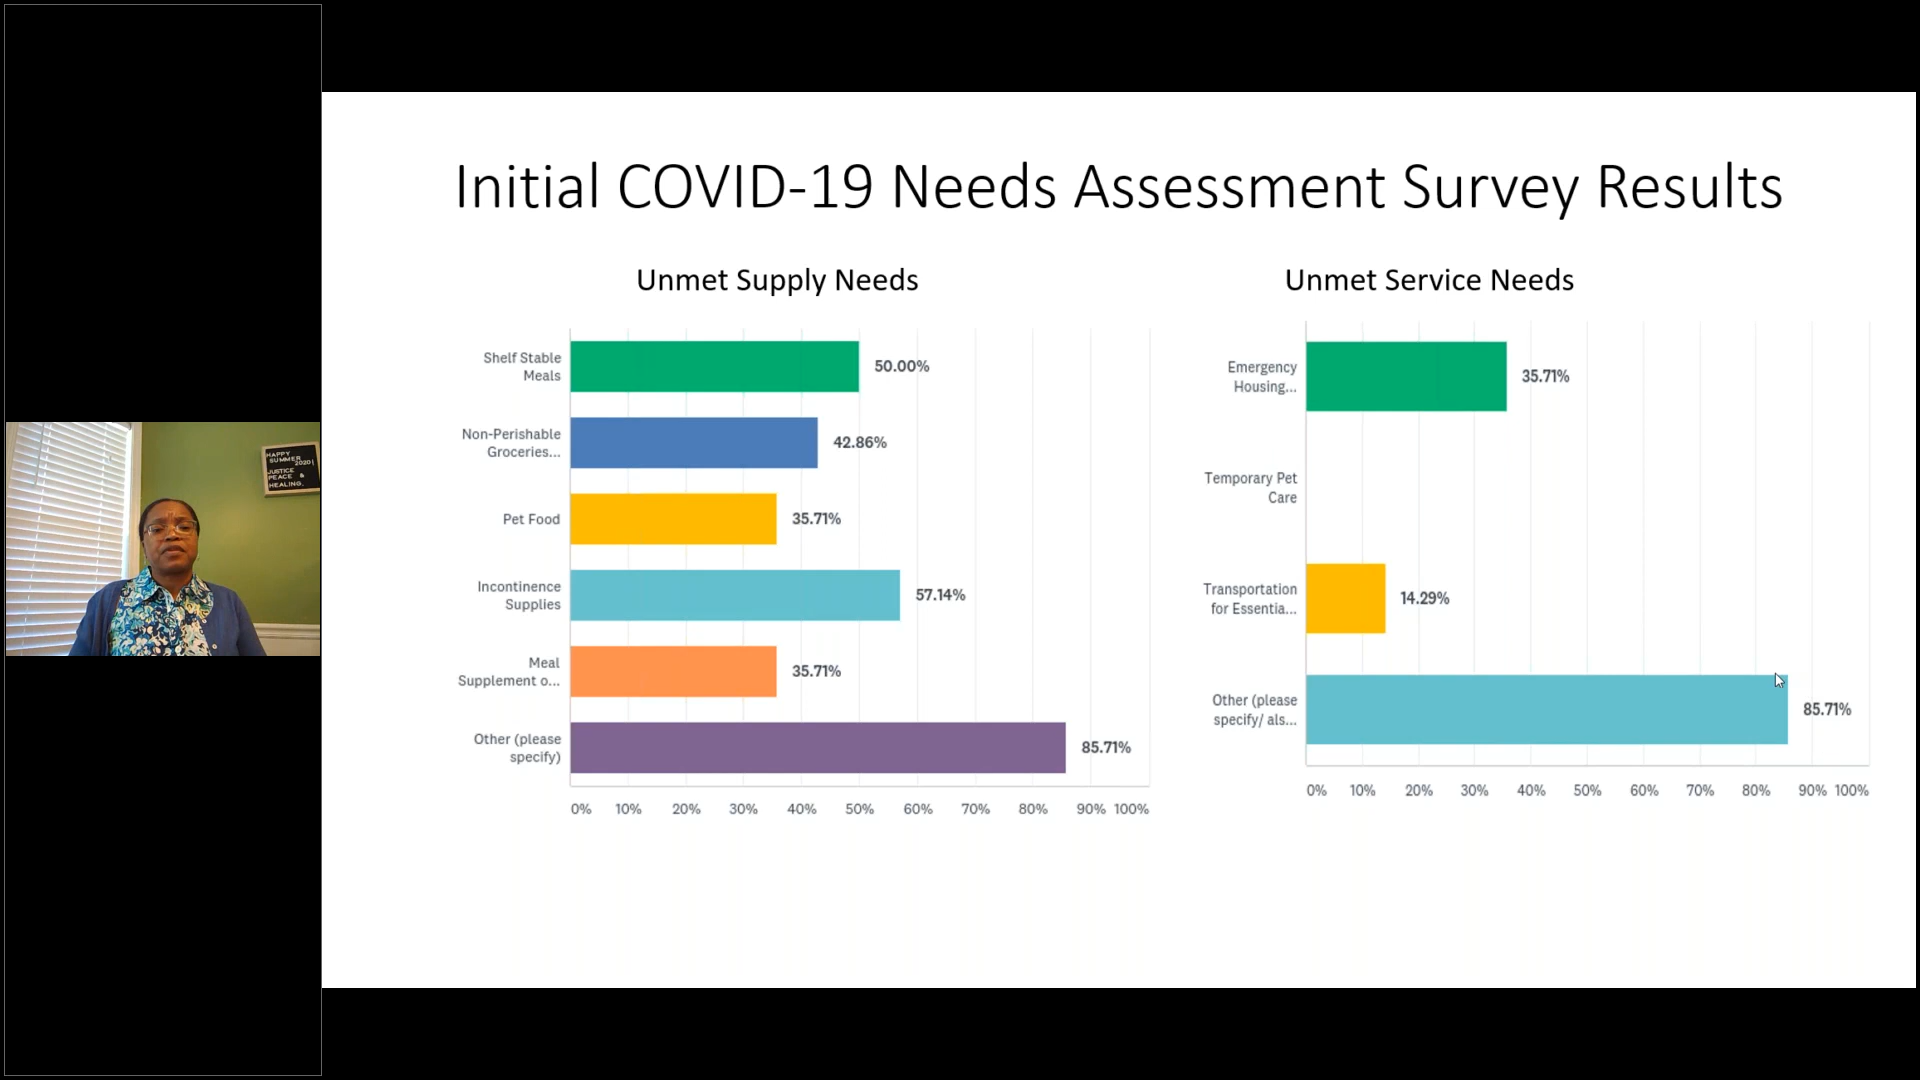 HAPPY
SUMMER
2020!
JUSTICE
PEACE &
HEALING.
Initial COVID-19 Needs Assessment Survey Results
Unmet Supply Needs
Shelf Stable
Meals
50.00%
Non-Perishable
Groceries...
42.86%
Pet Food
35.71%
Incontinence
Supplies
57.14%
Meal
Supplement o...
35.71%
Other (please
specify)
85.71%
0% 10% 20% 30% 40% 50% 60% 70% 80% 90% 100%
Unmet Service Needs
Emergency
Housing...
35.71%
Temporary Pet
Care
Transportation
for Essentia...
14.29%
Other (please
specify/ als...
85.71%
0% 10% 20% 30% 40% 50% 60% 70% 80% 90% 100%